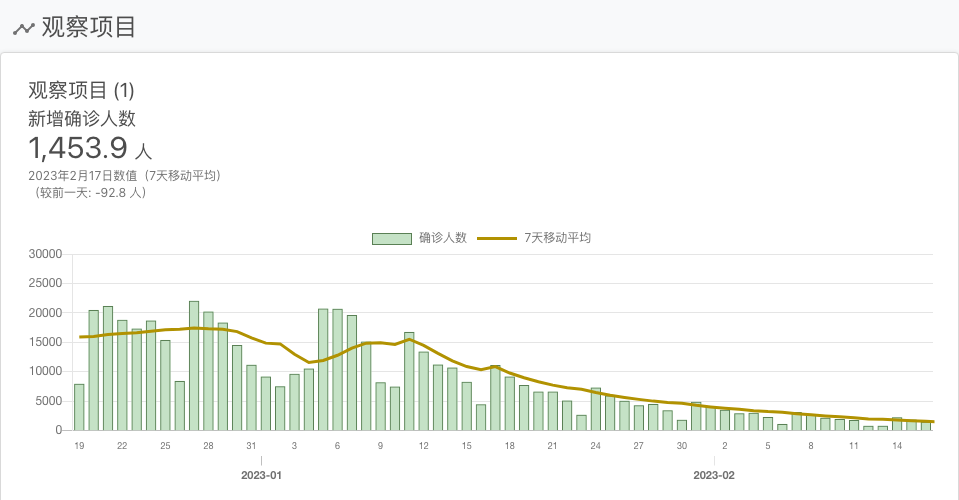 观察项目
观察项目 (1)
新增确诊人数
1,453.9 人
2023年2月17日数值（7天移动平均）
（较前一天: -92.8 人）
确诊人数 7天移动平均
30000
25000
20000
15000
10000
5000
0
19 22 25 28 31 3 6 9 12 15 18 21 24 27 30 2 5 8 11 14
2023-01 2023-02